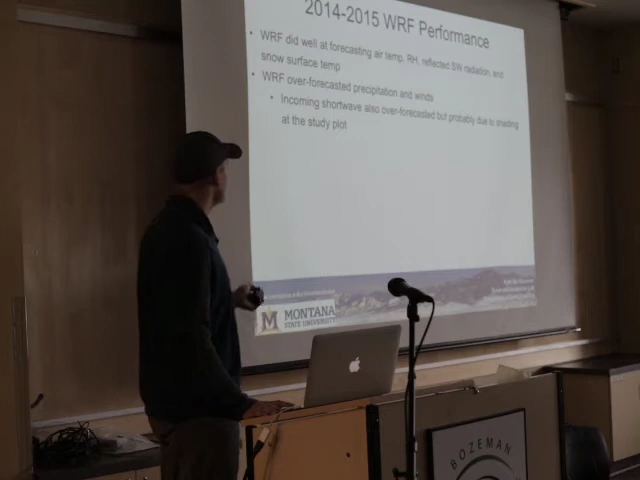 2014-2015 WRF Performance
• WRF did well at forecasting air temp, RH, reflected SW radiation, and
snow surface temp
• WRF over-forecasted precipitation and winds
• Incoming shortwave also over-forecasted but probably due to shading
at the study plot
M MONTANA
STATE UNIVERSITY
BOZEMAN